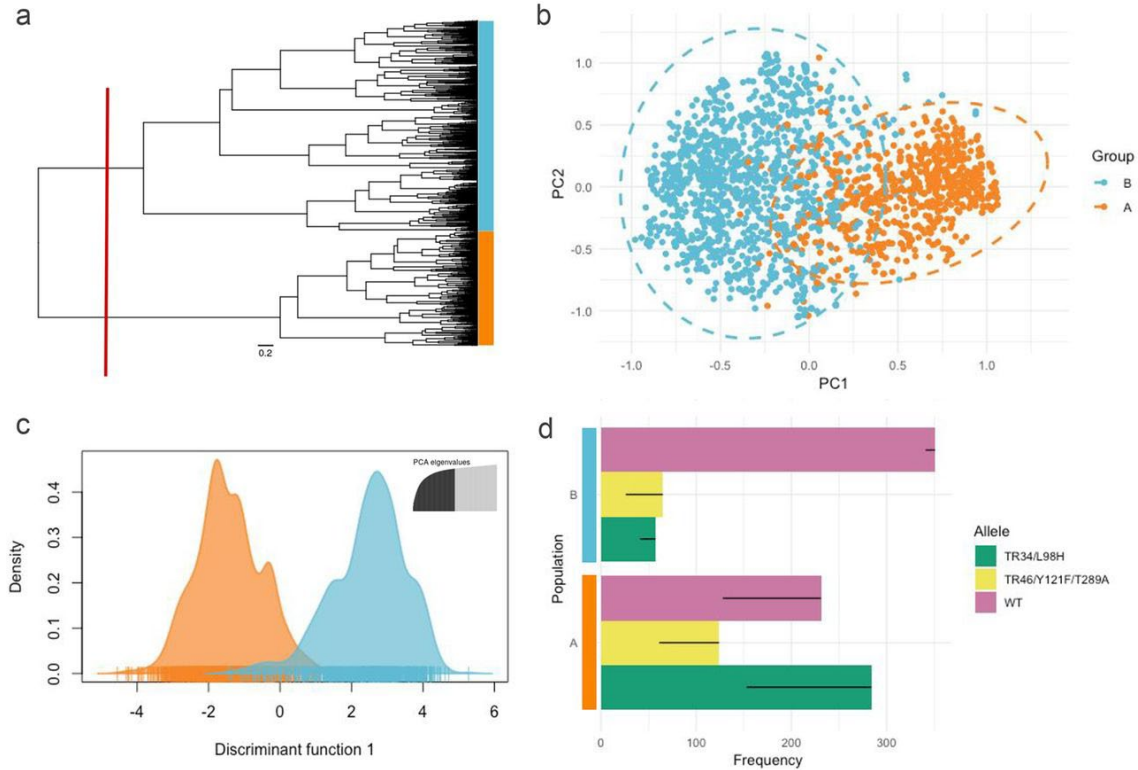 a
0.2
b
1.0
0.5
0.0
-0.5
-1.0
PC2
-1.0 -0.5 0.0 0.5 1.0
PC1
Group
B
A
c
PCA eigenvalues
0.4
0.3
0.2
0.1
0.0
Density
-4 -2 0 2 4 6
Discriminant function 1
d
B
A
Population
0 100 200 300
Frequency
Allele
TR34/L98H
TR46/Y121F/T289A
WT